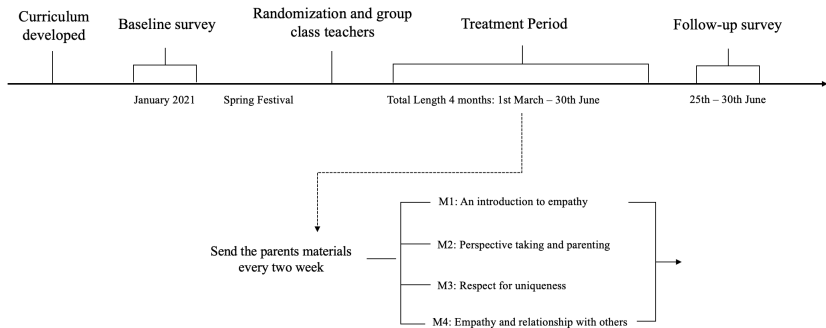 Curriculum
developed
Baseline survey
Randomization and group
class teachers
Treatment Period
Follow-up survey
January 2021
Spring Festival
Total Length 4 months: 1st March – 30th June
25th – 30th June
Send the parents materials
every two week
M1: An introduction to empathy
M2: Perspective taking and parenting
M3: Respect for uniqueness
M4: Empathy and relationship with others